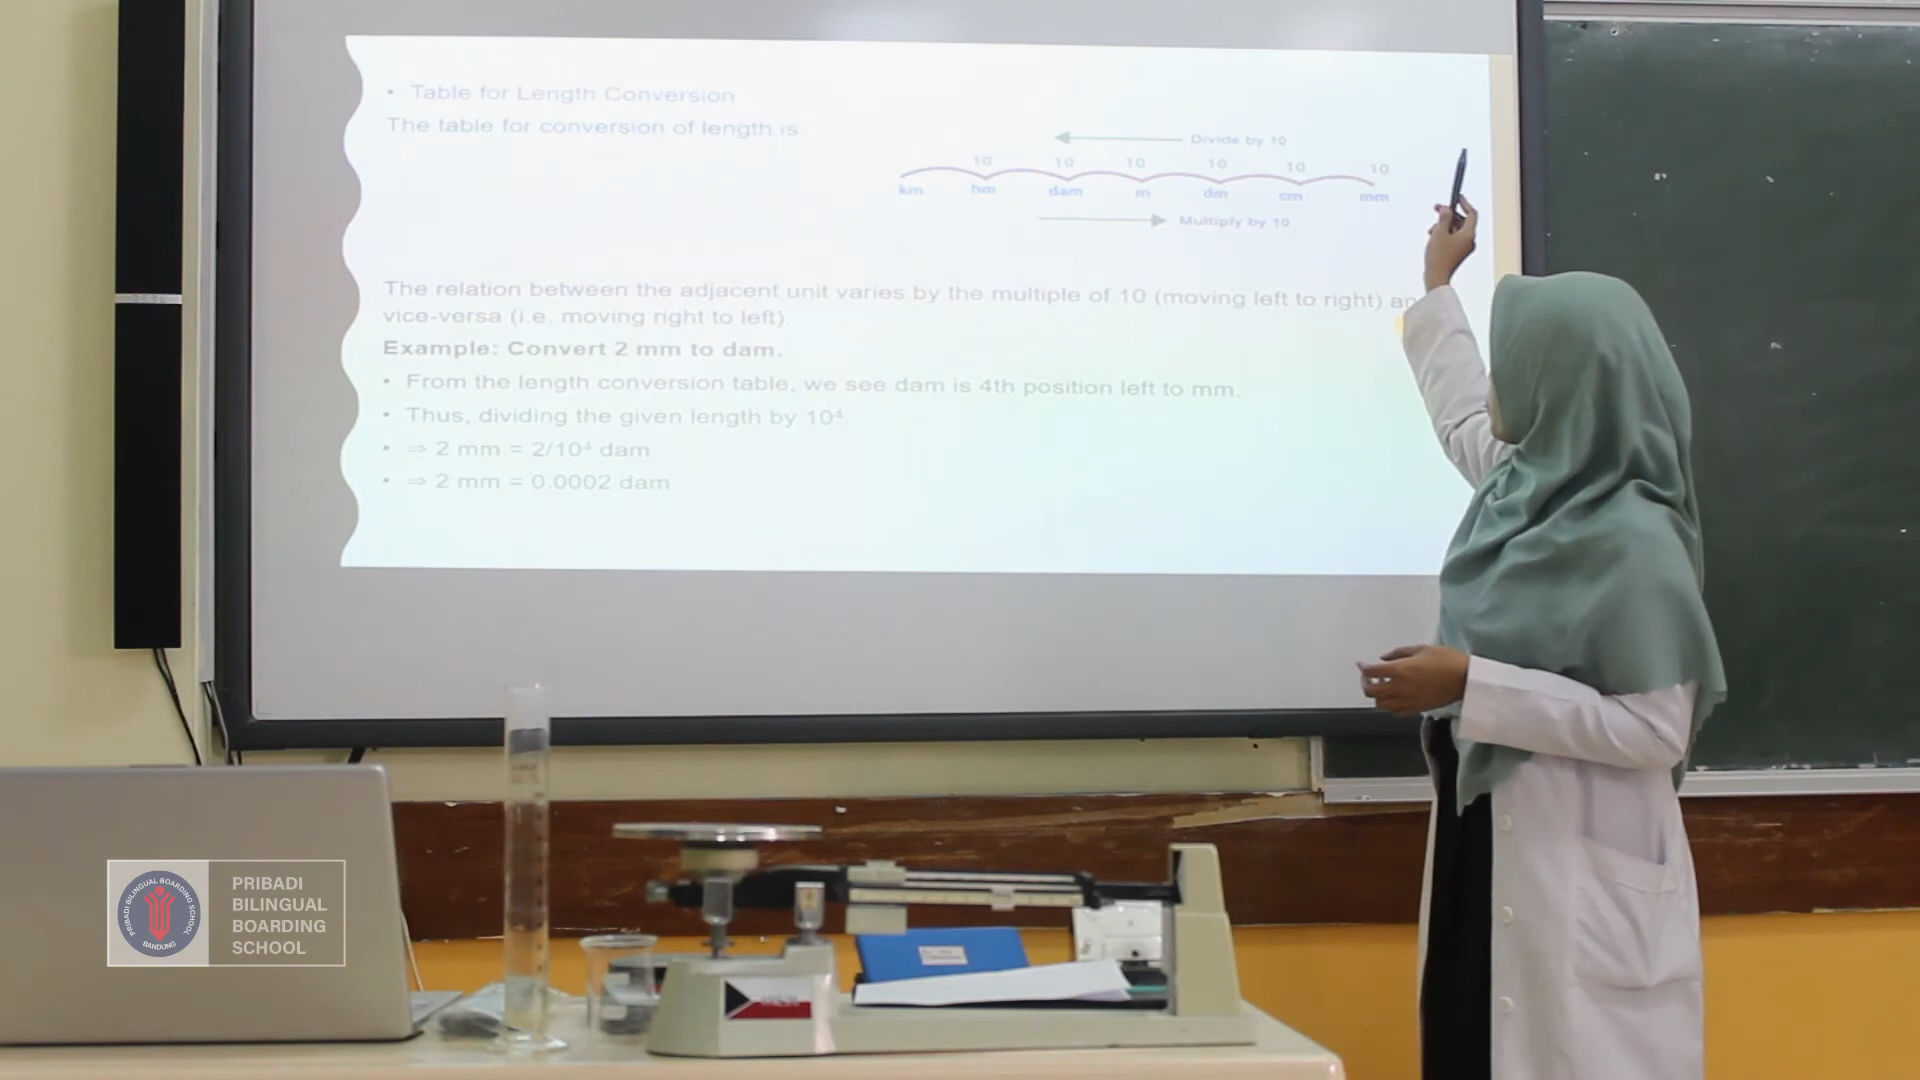 • Table for Length Conversion
The table for conversion of length is:
Divide by 10
10 10 10 10 10 10
km hm dam m dm cm mm
Multiply by 10
The relation between the adjacent unit varies by the multiple of 10 (moving left to right) an
vice-versa (i.e. moving right to left).
Example: Convert 2 mm to dam.
• From the length conversion table, we see dam is 4th position left to mm.
• Thus, dividing the given length by 10⁴.
• ⇒ 2 mm = 2/10⁴ dam
• ⇒ 2 mm = 0.0002 dam
PRIBADI BILINGUAL BOARDING SCHOOL
BANDUNG
PRIBADI
BILINGUAL
BOARDING
SCHOOL